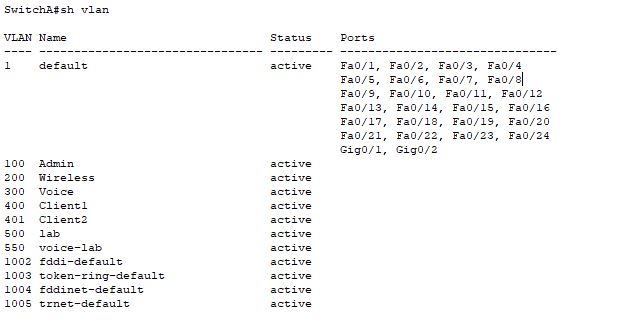 SwitchA#sh vlan
VLAN Name                             Status    Ports
---- -------------------------------- --------- -------------------------------
1    default                          active    Fa0/1, Fa0/2, Fa0/3, Fa0/4
                                                Fa0/5, Fa0/6, Fa0/7, Fa0/8
                                                Fa0/9, Fa0/10, Fa0/11, Fa0/12
                                                Fa0/13, Fa0/14, Fa0/15, Fa0/16
                                                Fa0/17, Fa0/18, Fa0/19, Fa0/20
                                                Fa0/21, Fa0/22, Fa0/23, Fa0/24
                                                Gig0/1, Gig0/2
100  Admin                            active
200  Wireless                         active
300  Voice                            active
400  Client1                          active
401  Client2                          active
500  lab                              active
550  voice-lab                        active
1002 fddi-default                     active
1003 token-ring-default               active
1004 fddinet-default                  active
1005 trnet-default                    active